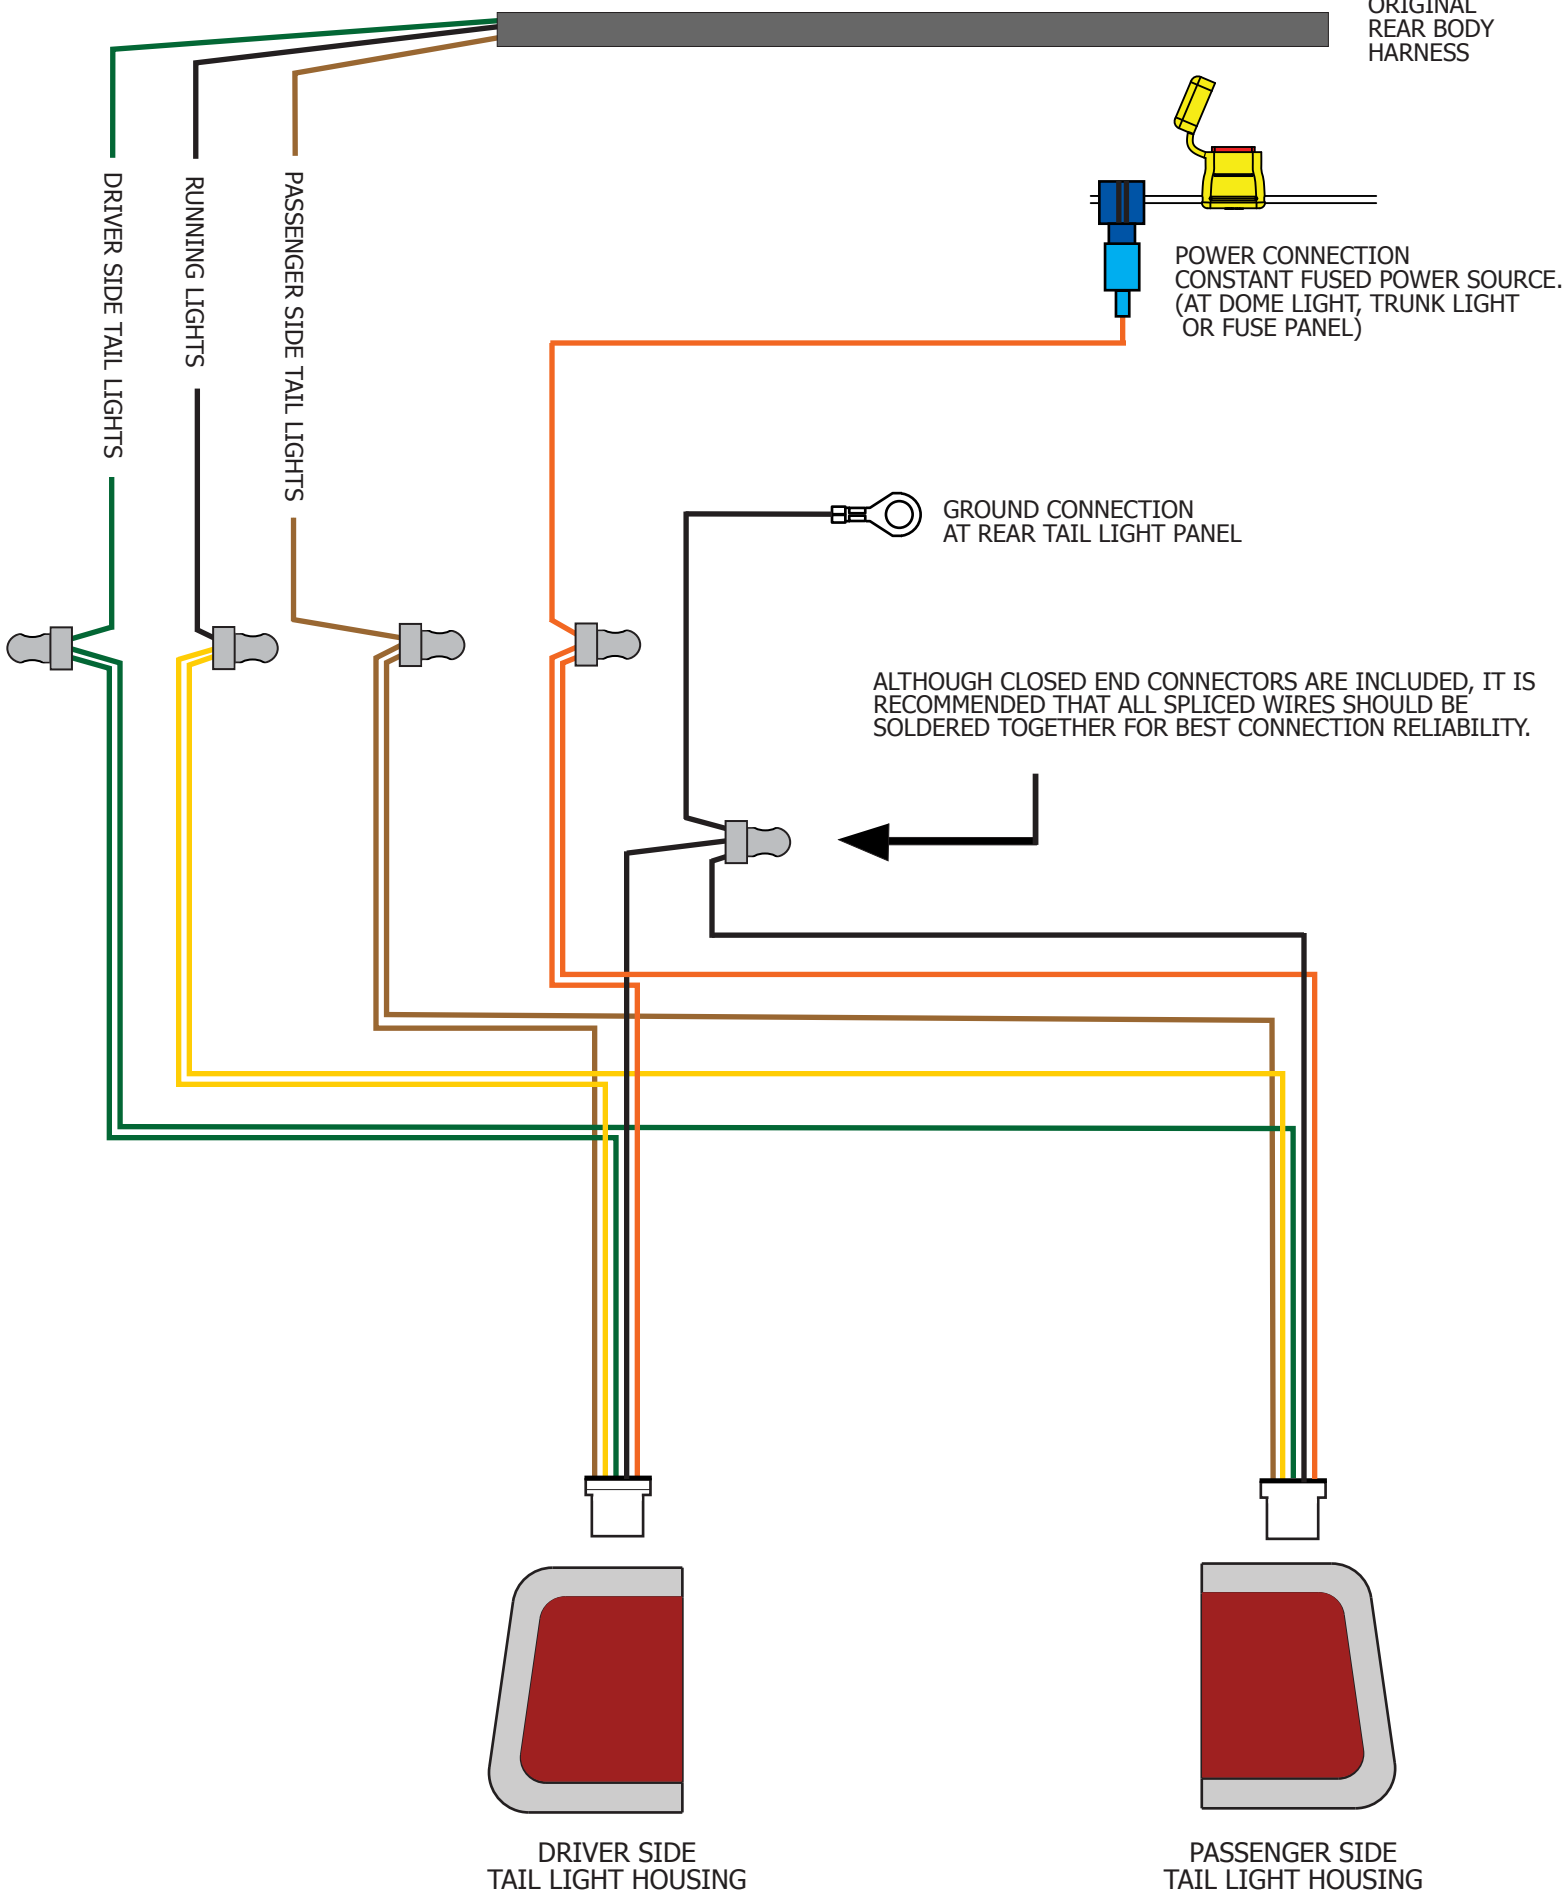 ORIGINAL
REAR BODY
HARNESS
POWER CONNECTION
CONSTANT FUSED POWER SOURCE.
(AT DOME LIGHT, TRUNK LIGHT
OR FUSE PANEL)
DRIVER SIDE TAIL LIGHTS
RUNNING LIGHTS
PASSENGER SIDE TAIL LIGHTS
GROUND CONNECTION
AT REAR TAIL LIGHT PANEL
ALTHOUGH CLOSED END CONNECTORS ARE INCLUDED, IT IS
RECOMMENDED THAT ALL SPLICED WIRES SHOULD BE
SOLDERED TOGETHER FOR BEST CONNECTION RELIABILITY.
DRIVER SIDE
TAIL LIGHT HOUSING
PASSENGER SIDE
TAIL LIGHT HOUSING